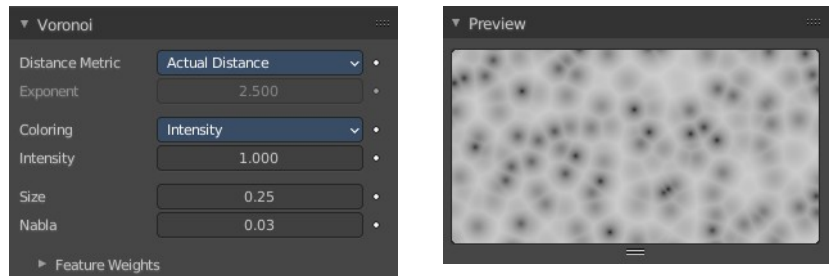 Voronoi
Distance Metric Actual Distance
Exponent 2.500
Coloring Intensity
Intensity 1.000
Size 0.25
Nabla 0.03
Feature Weights
Preview